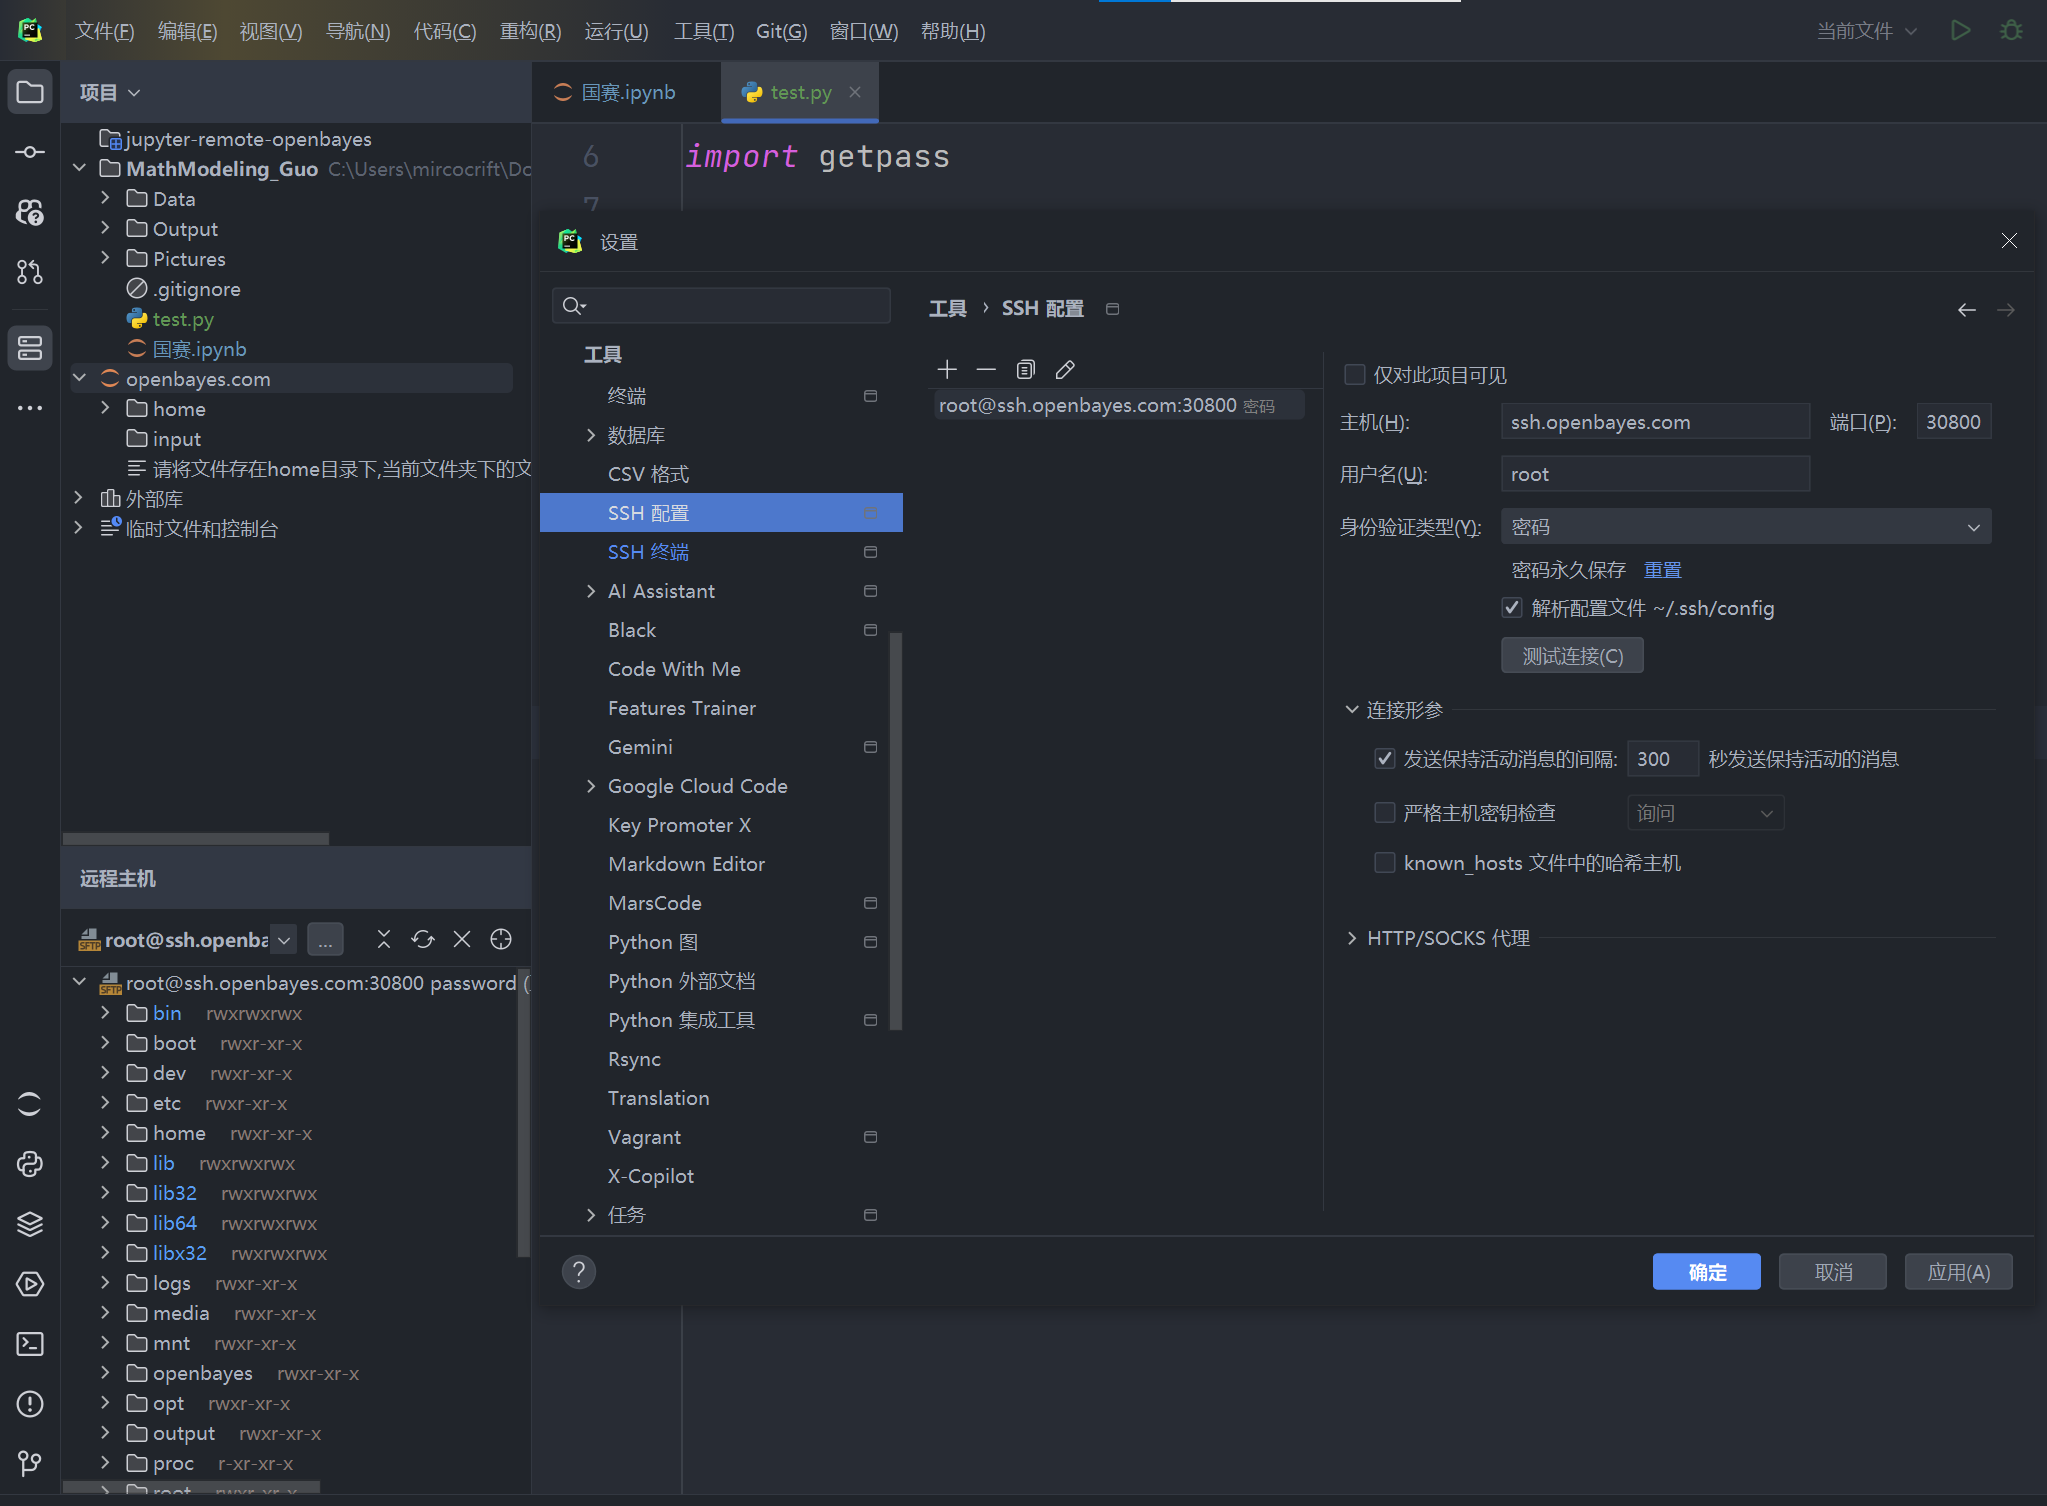 文件(F) 编辑(E) 视图(V) 导航(N) 代码(C) 重构(R) 运行(U) 工具(T) Git(G) 窗口(W) 帮助(H)
当前文件
项目
jupyter-remote-openbayes
MathModeling_Guo C:\Users\mircocrift\Do
Data
Output
Pictures
.gitignore
test.py
国赛.ipynb
openbayes.com
home
input
请将文件存在home目录下,当前文件夹下的文
外部库
临时文件和控制台
远程主机
root@ssh.openba
...
root@ssh.openbayes.com:30800 password (
bin rwxrwxrwx
boot rwxr-xr-x
dev rwxr-xr-x
etc rwxr-xr-x
home rwxr-xr-x
lib rwxrwxrwx
lib32 rwxrwxrwx
lib64 rwxrwxrwx
libx32 rwxrwxrwx
logs rwxr-xr-x
media rwxr-xr-x
mnt rwxr-xr-x
openbayes rwxr-xr-x
opt rwxr-xr-x
output rwxr-xr-x
proc r-xr-xr-x
root rwxr-xr-x
国赛.ipynb
test.py
6 import getpass
7
设置
工具
终端
数据库
CSV 格式
SSH 配置
SSH 终端
AI Assistant
Black
Code With Me
Features Trainer
Gemini
Google Cloud Code
Key Promoter X
Markdown Editor
MarsCode
Python 图
Python 外部文档
Python 集成工具
Rsync
Translation
Vagrant
X-Copilot
任务
工具 › SSH 配置
root@ssh.openbayes.com:30800 密码
仅对此项目可见
主机(H): ssh.openbayes.com 端口(P): 30800
用户名(U): root
身份验证类型(Y): 密码
密码永久保存 重置
解析配置文件 ~/.ssh/config
测试连接(C)
连接形参
发送保持活动消息的间隔: 300 秒发送保持活动的消息
严格主机密钥检查 询问
known_hosts 文件中的哈希主机
HTTP/SOCKS 代理
?
确定 取消 应用(A)